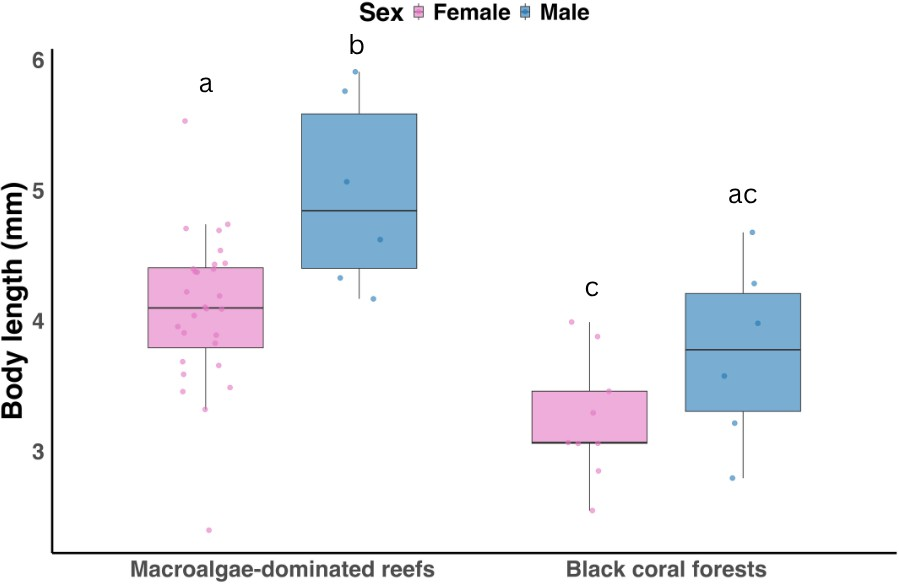 Sex Female Male
b
a
6
5
4
3
ac
c
Body length (mm)
Macroalgae-dominated reefs Black coral forests